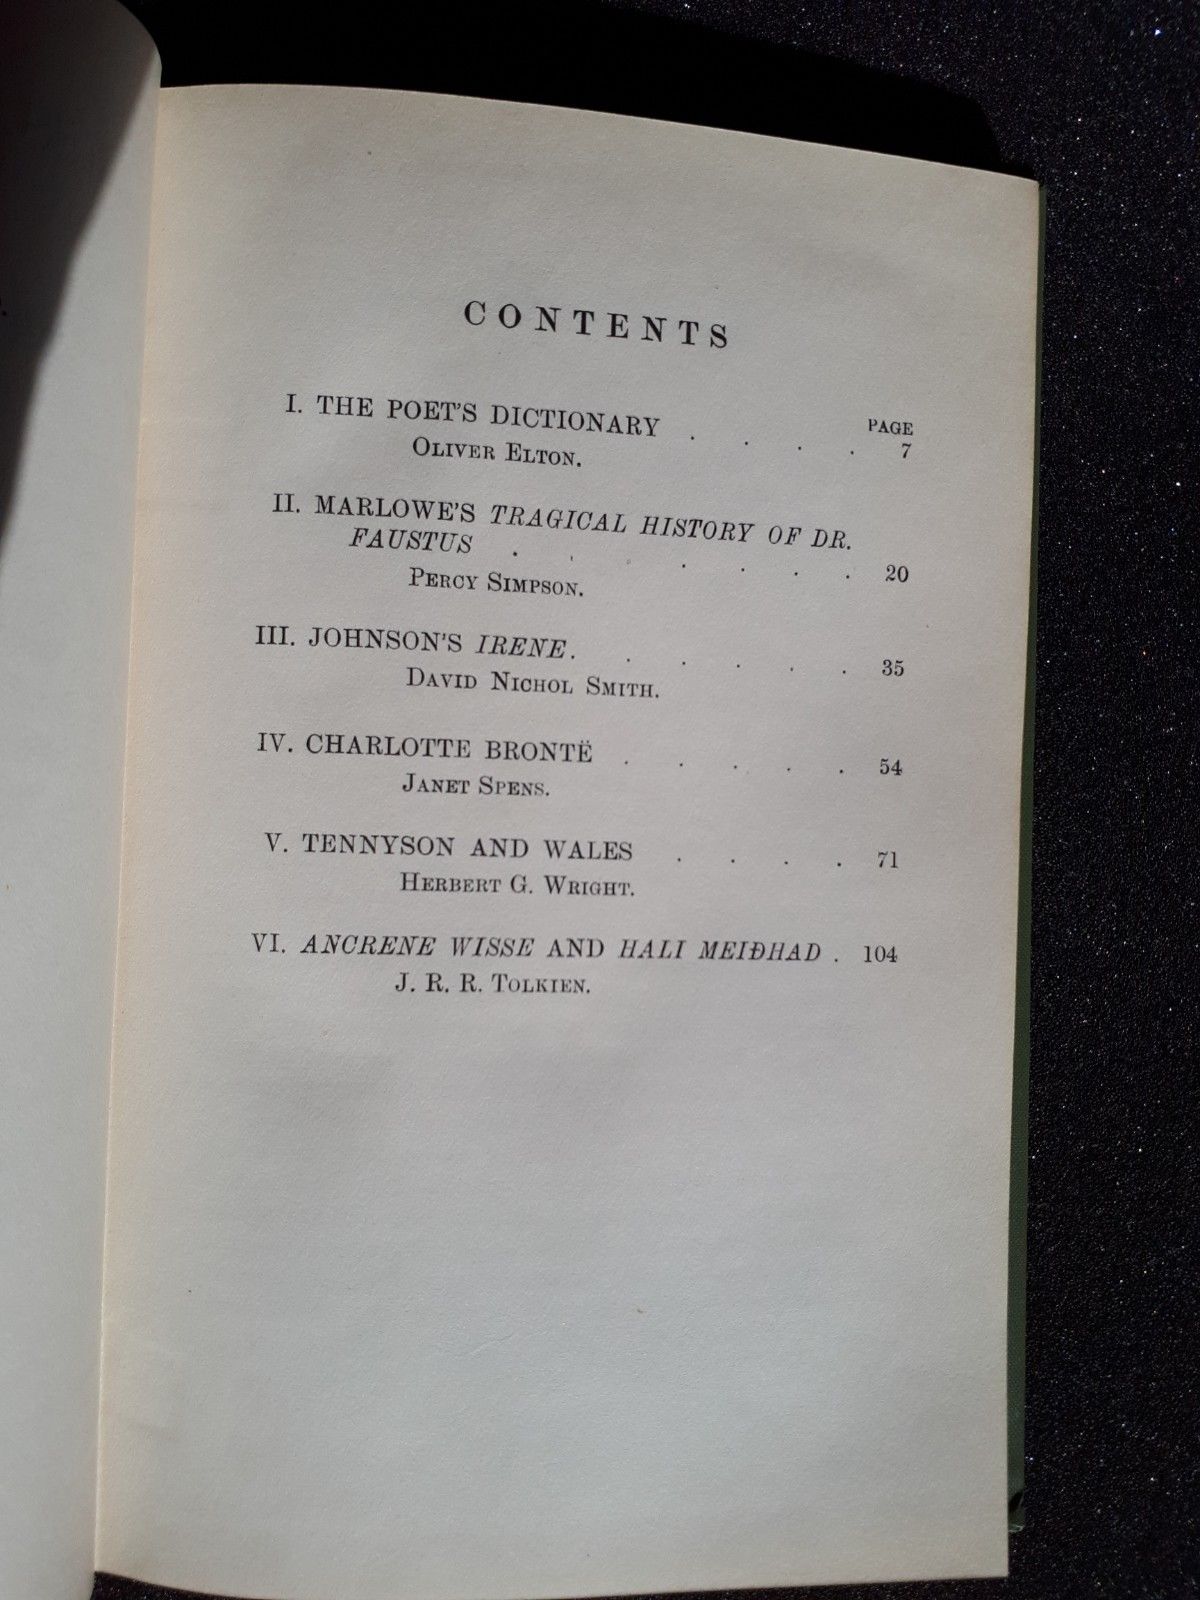 CONTENTS
PAGE
I. THE POET'S DICTIONARY . . . . 7
OLIVER ELTON.
II. MARLOWE'S TRAGICAL HISTORY OF DR.
FAUSTUS . . . . . . . 20
PERCY SIMPSON.
III. JOHNSON'S IRENE. . . . . . 35
DAVID NICHOL SMITH.
IV. CHARLOTTE BRONTË . . . . . 54
JANET SPENS.
V. TENNYSON AND WALES . . . . 71
HERBERT G. WRIGHT.
VI. ANCRENE WISSE AND HALI MEIÐHAD . 104
J. R. R. TOLKIEN.